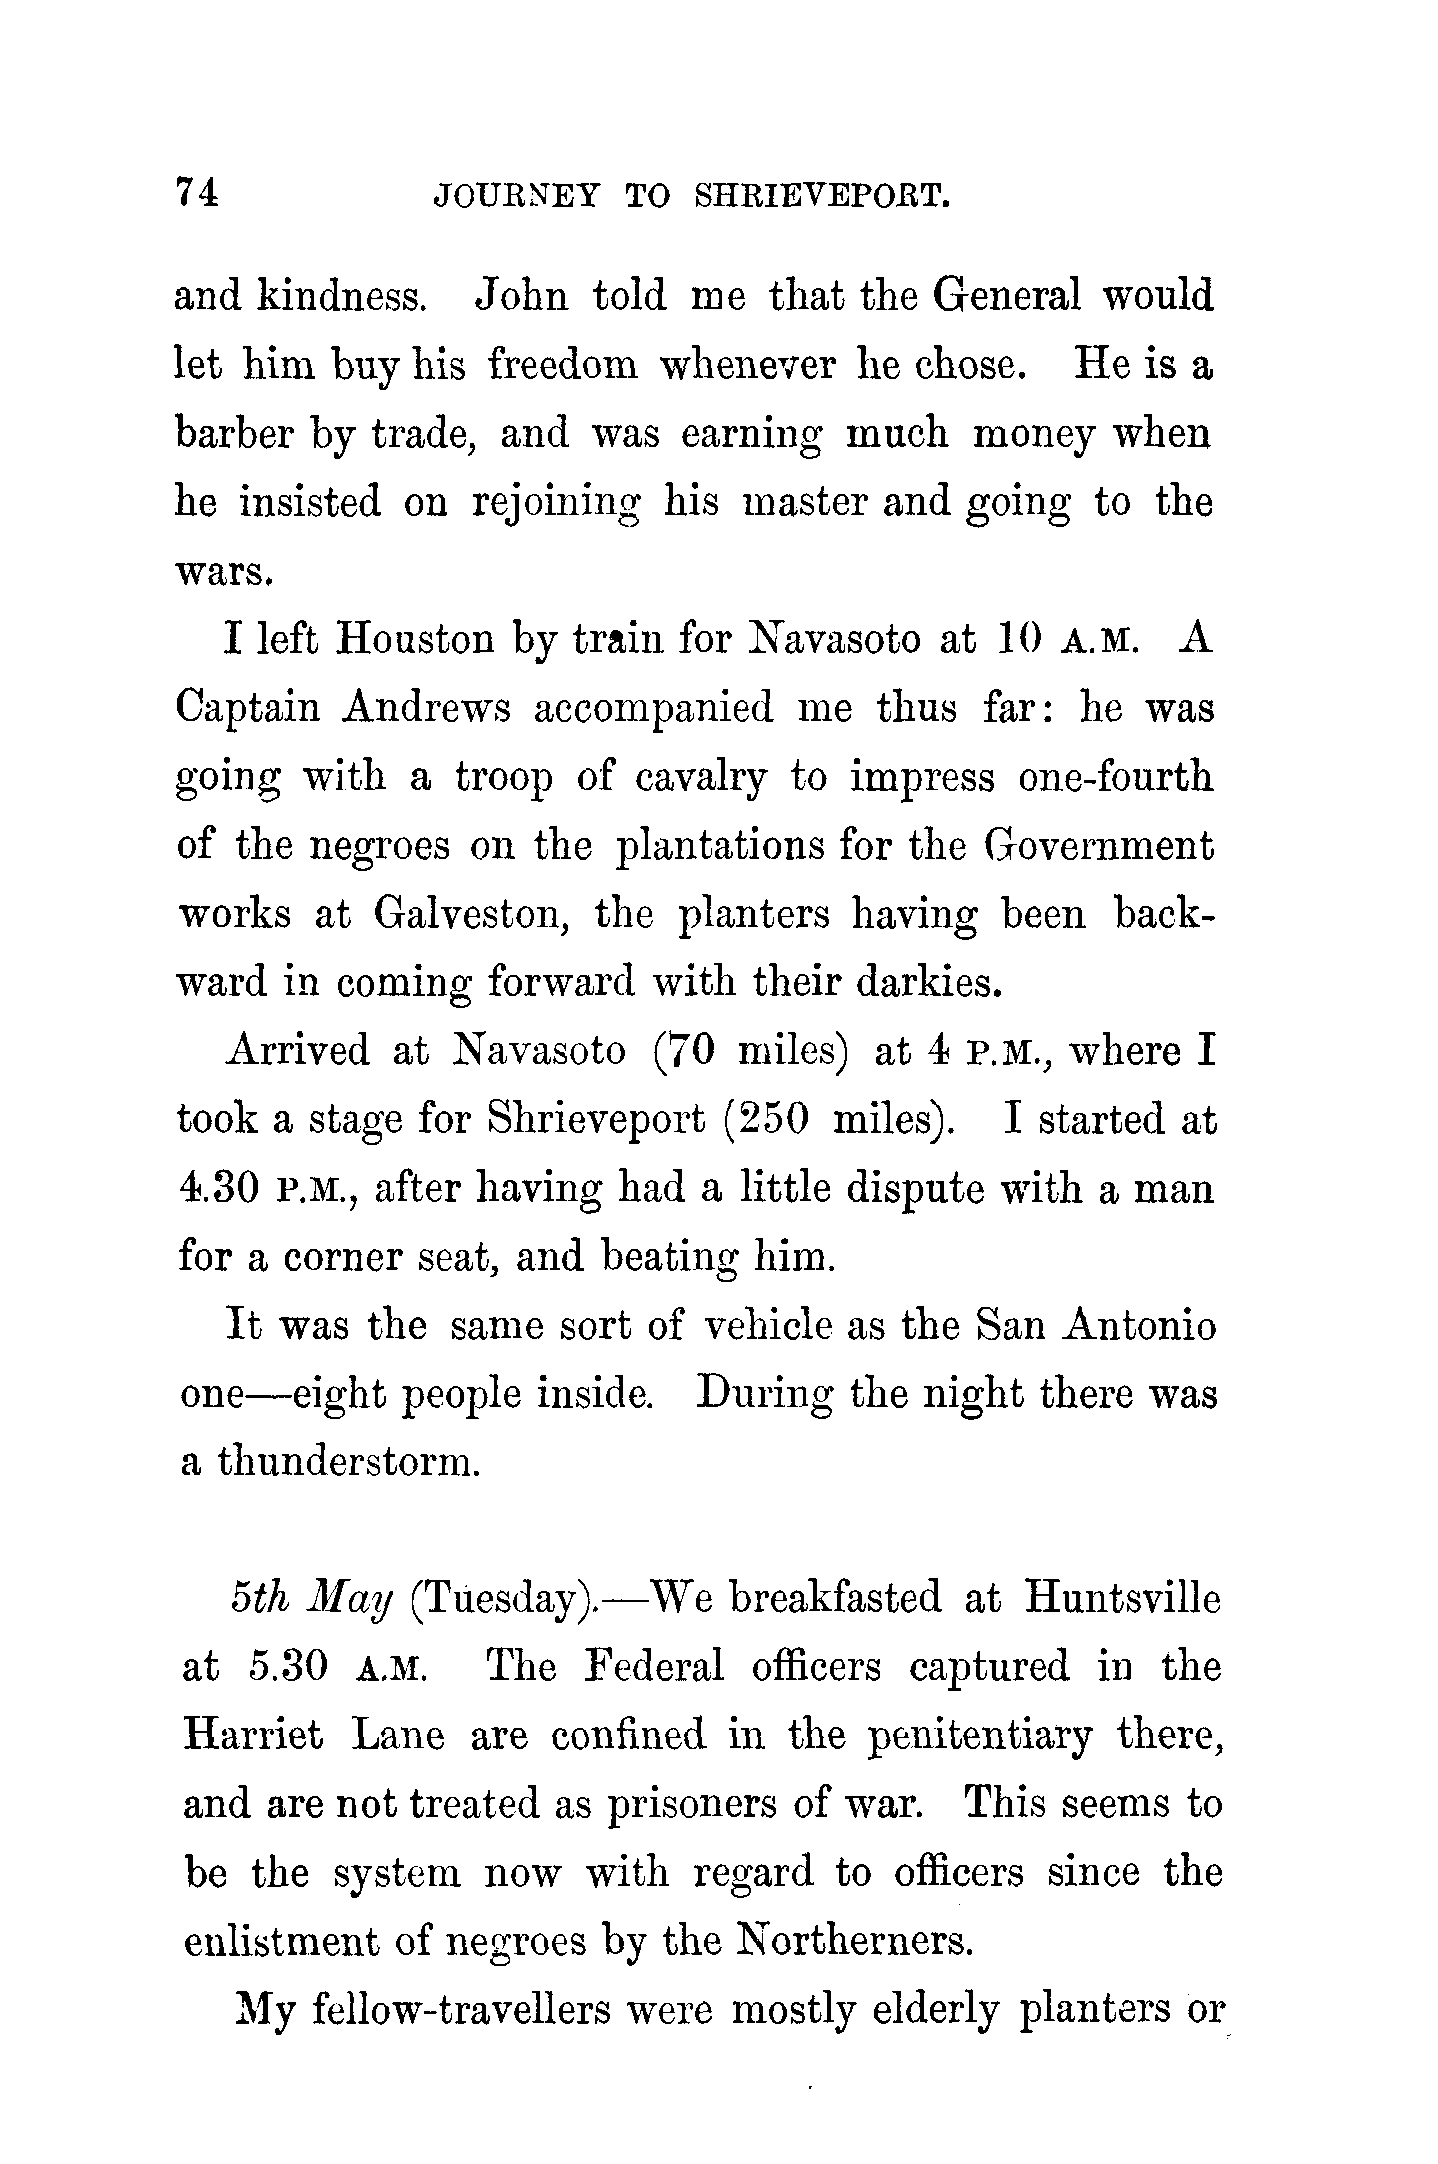 74 JOURNEY TO SHRIEVEPORT.
and kindness. John told me that the General would
let him buy his freedom whenever he chose. He is a
barber by trade, and was earning much money when
he insisted on rejoining his master and going to the
wars.
I left Houston by train for Navasoto at 10 A.M. A
Captain Andrews accompanied me thus far: he was
going with a troop of cavalry to impress one-fourth
of the negroes on the plantations for the Government
works at Galveston, the planters having been back-
ward in coming forward with their darkies.
Arrived at Navasoto (70 miles) at 4 P.M., where I
took a stage for Shrieveport (250 miles). I started at
4.30 P.M., after having had a little dispute with a man
for a corner seat, and beating him.
It was the same sort of vehicle as the San Antonio
one—eight people inside. During the night there was
a thunderstorm.
5th May (Tuesday).—We breakfasted at Huntsville
at 5.30 A.M. The Federal officers captured in the
Harriet Lane are confined in the penitentiary there,
and are not treated as prisoners of war. This seems to
be the system now with regard to officers since the
enlistment of negroes by the Northerners.
My fellow-travellers were mostly elderly planters or